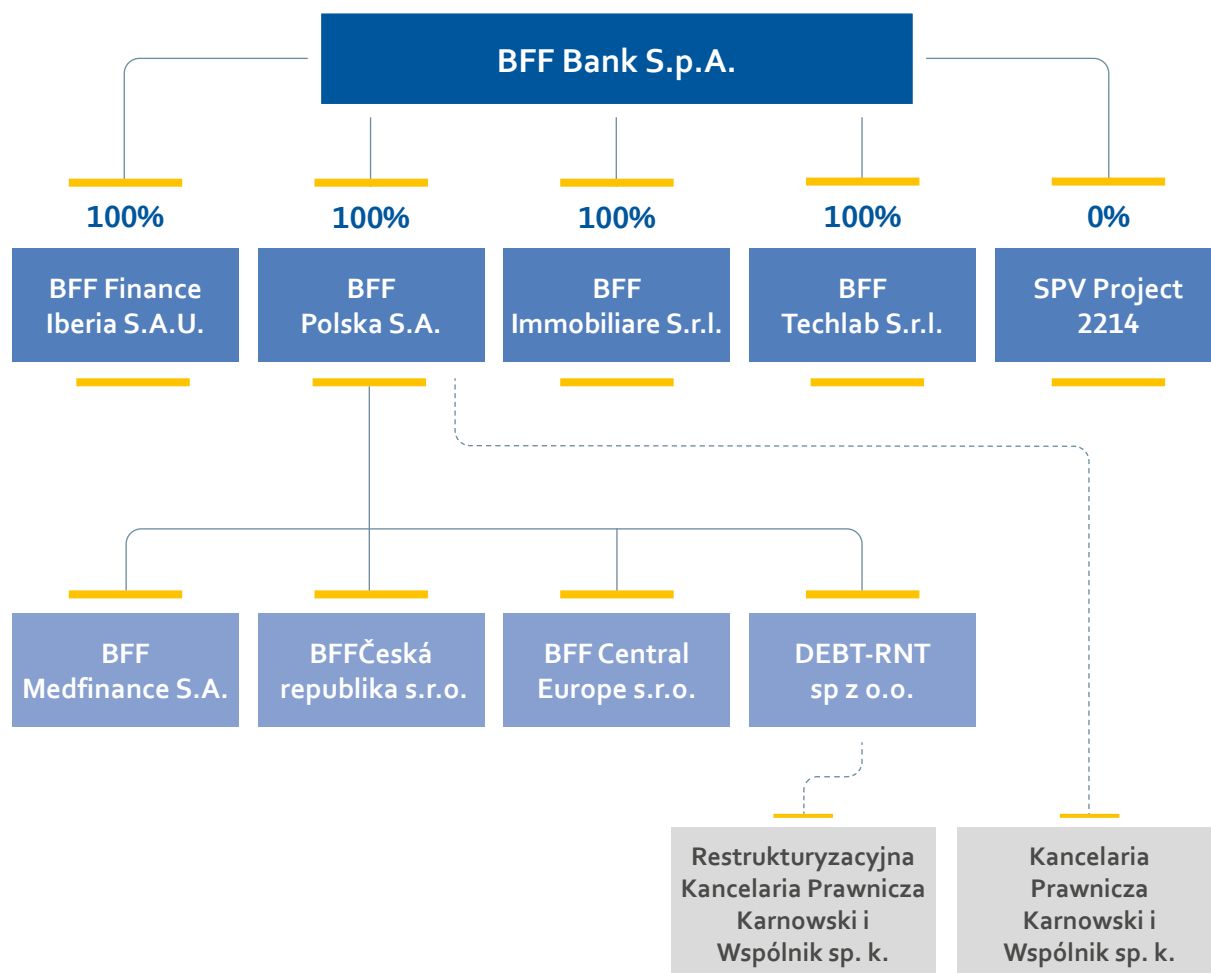 BFF Bank S.p.A.
100%
100%
100%
100%
0%
BFF Finance
Iberia S.A.U.
BFF
Polska S.A.
BFF
Immobiliare S.r.l.
BFF
Techlab S.r.l.
SPV Project
2214
BFF
Medfinance S.A.
BFFČeská
republika s.r.o.
BFF Central
Europe s.r.o.
DEBT-RNT
sp z o.o.
Restrukturyzacyjna
Kancelaria Prawnicza
Karnowski i
Wspólnik sp. k.
Kancelaria
Prawnicza
Karnowski i
Wspólnik sp. k.